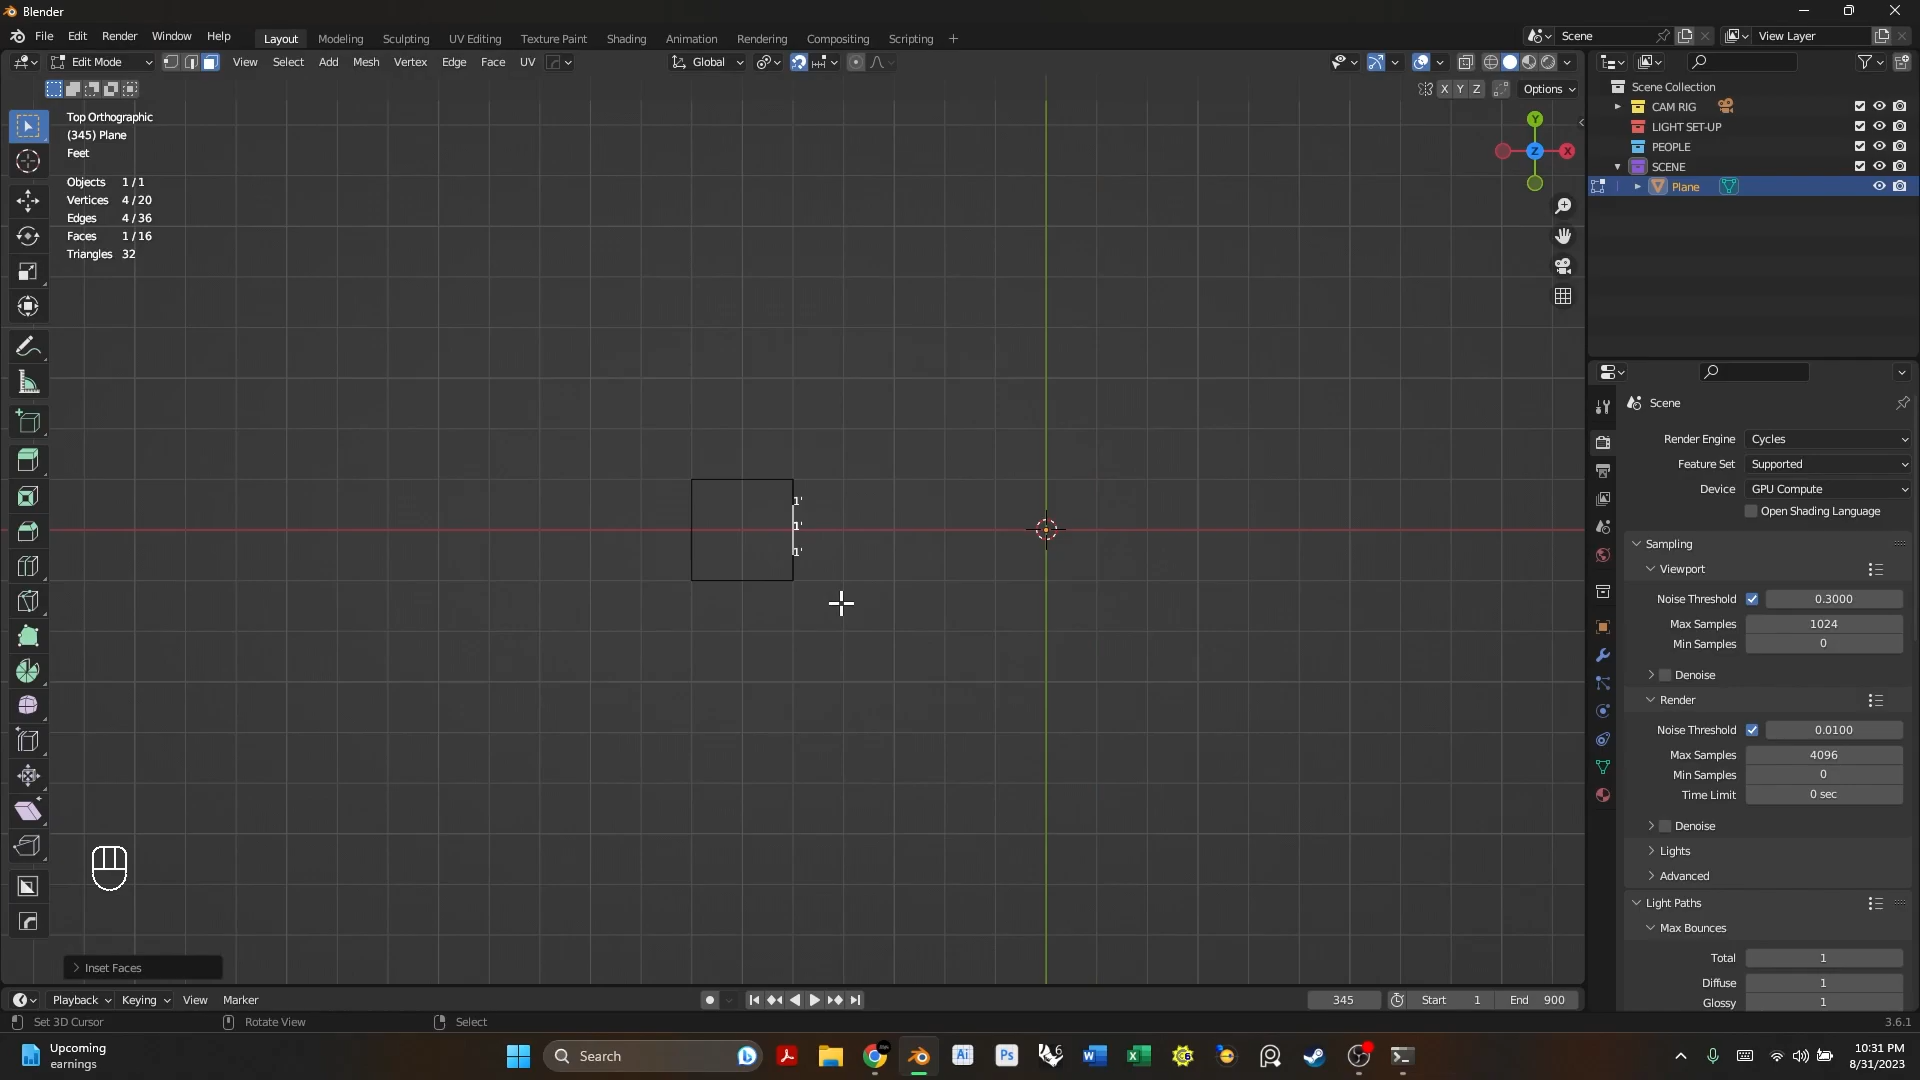 Blender
File Edit Render Window Help
Layout Modeling Sculpting UV Editing Texture Paint Shading Animation Rendering Compositing Scripting +
Scene
View Layer
Edit Mode
View Select Add Mesh Vertex Edge Face UV
Global
X Y Z
Options
Top Orthographic
(345) Plane
Feet
Objects 1 / 1
Vertices 4 / 20
Edges 4 / 36
Faces 1 / 16
Triangles 32
Y
Z
X
1'
1'
1'
Scene Collection
CAM RIG
LIGHT SET-UP
PEOPLE
SCENE
Plane
Scene
Render Engine Cycles
Feature Set Supported
Device GPU Compute
Open Shading Language
Sampling
Viewport
Noise Threshold 0.3000
Max Samples 1024
Min Samples 0
Denoise
Render
Noise Threshold 0.0100
Max Samples 4096
Min Samples 0
Time Limit 0 sec
Denoise
Lights
Advanced
Light Paths
Max Bounces
Total 1
Diffuse 1
Glossy 1
Inset Faces
Playback Keying View Marker
345
Start 1
End 900
Set 3D Cursor
Rotate View
Select
3.6.1
Upcoming
earnings
Search
Ai
Ps
6
10:31 PM
8/31/2023